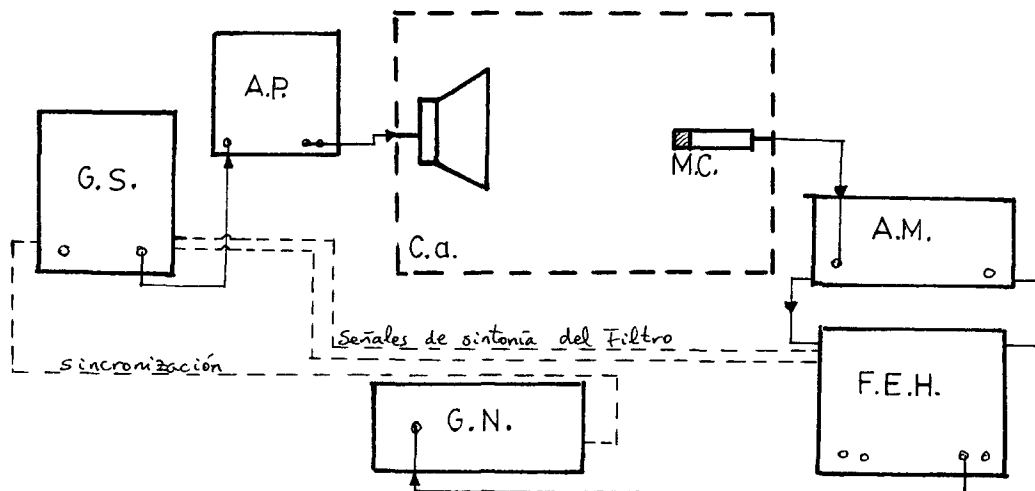 A.P.
G.S.
M.C.
C.a.
A.M.
Señales de sintonía del Filtro
sincronización
F.E.H.
G.N.